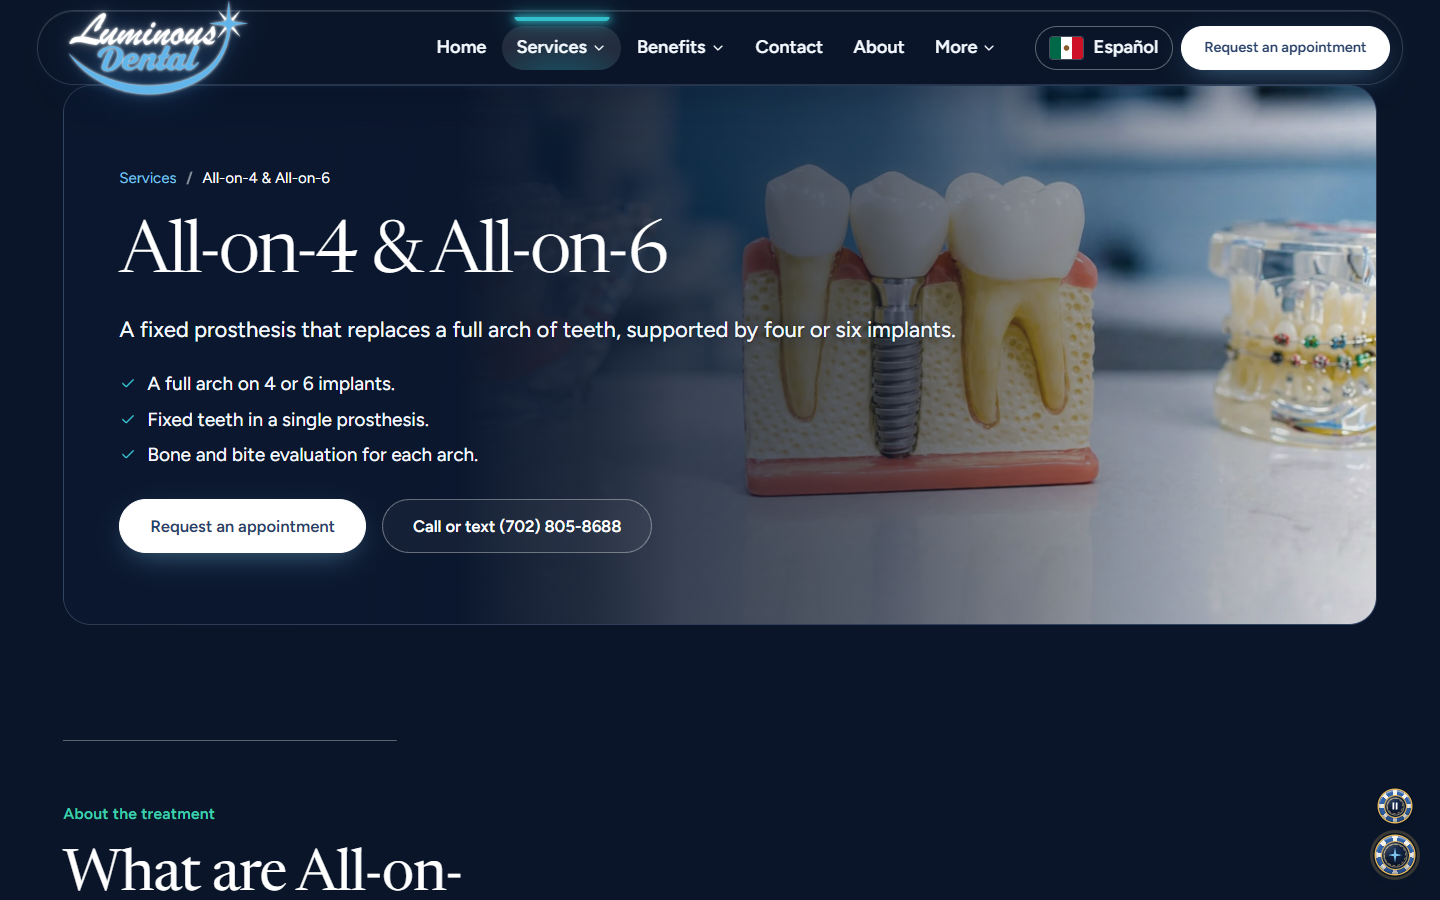 Luminous
Dental
Home
Services
Benefits
Contact
About
More
Español
Request an appointment
Services / All-on-4 & All-on-6
All-on-4 & All-on-6
A fixed prosthesis that replaces a full arch of teeth, supported by four or six implants.
A full arch on 4 or 6 implants.
Fixed teeth in a single prosthesis.
Bone and bite evaluation for each arch.
Request an appointment
Call or text (702) 805-8688
About the treatment
What are All-on-